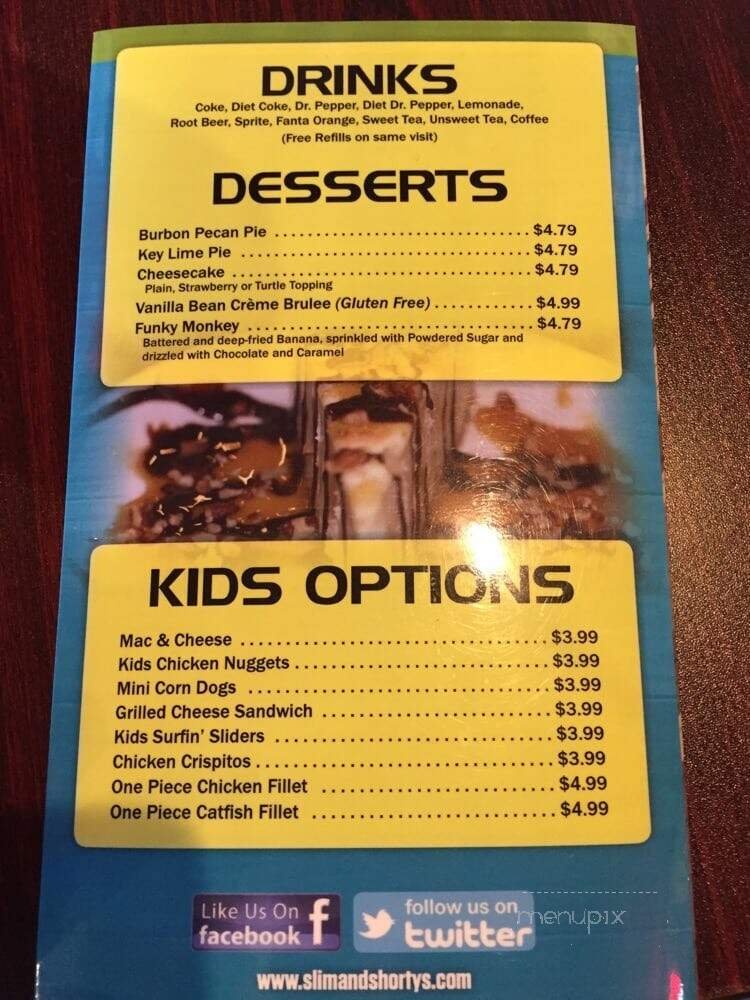 DRINKS
Coke, Diet Coke, Dr. Pepper, Diet Dr. Pepper, Lemonade,
Root Beer, Sprite, Fanta Orange, Sweet Tea, Unsweet Tea, Coffee
(Free Refills on same visit)
DESSERTS
Burbon Pecan Pie ................................ $4.79
Key Lime Pie .................................... $4.79
Cheesecake ...................................... $4.79
Plain, Strawberry or Turtle Topping
Vanilla Bean Crème Brulee (Gluten Free) ............ $4.99
Funky Monkey .................................... $4.79
Battered and deep-fried Banana, sprinkled with Powdered Sugar and
drizzled with Chocolate and Caramel
KIDS OPTIONS
Mac & Cheese .................................. $3.99
Kids Chicken Nuggets ............................ $3.99
Mini Corn Dogs ................................. $3.99
Grilled Cheese Sandwich ......................... $3.99
Kids Surfin' Sliders .............................. $3.99
Chicken Crispitos ................................ $3.99
One Piece Chicken Fillet .......................... $4.99
One Piece Catfish Fillet ........................... $4.99
Like Us On
facebook f
follow us on
twitter
menupix
www.slimandshortys.com